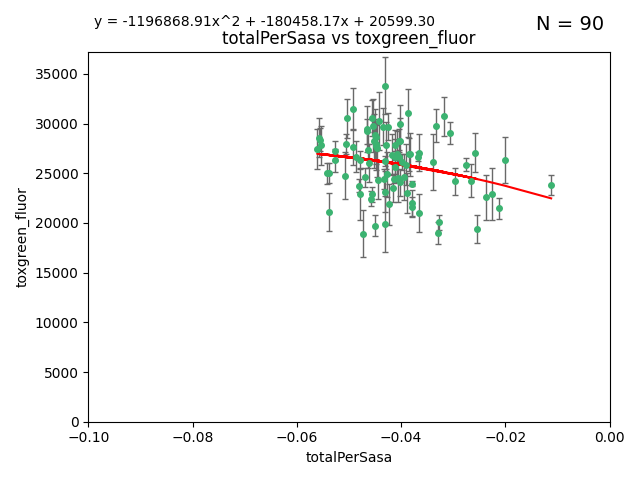 y = -1196868.91x^2 + -180458.17x + 20599.30
N = 90
totalPerSasa vs toxgreen_fluor
35000
30000
25000
20000
15000
10000
5000
0
toxgreen_fluor
−0.10 −0.08 −0.06 −0.04 −0.02 0.00
totalPerSasa